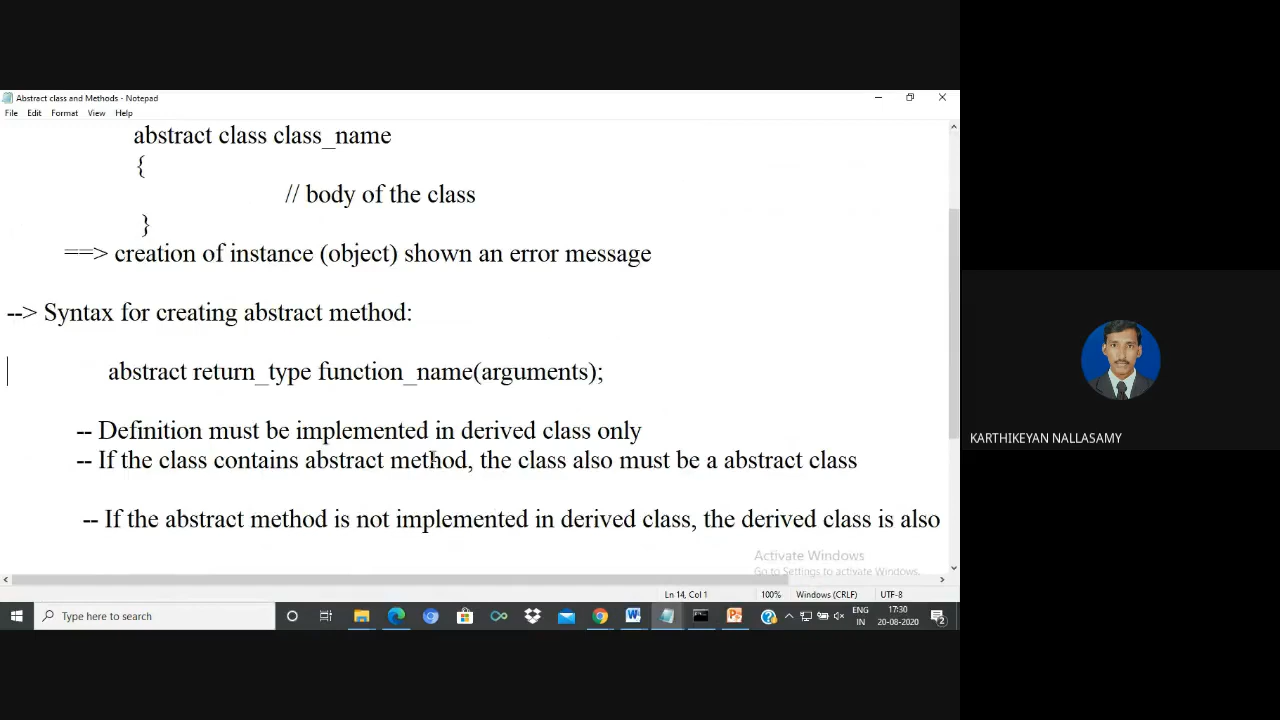 Abstract class and Methods - Notepad
File Edit Format View Help
abstract class class_name
{
// body of the class
}
==> creation of instance (object) shown an error message
--> Syntax for creating abstract method:
abstract return_type function_name(arguments);
-- Definition must be implemented in derived class only
-- If the class contains abstract method, the class also must be a abstract class
-- If the abstract method is not implemented in derived class, the derived class is also
Activate Windows
Go to Settings to activate Windows.
Ln 14, Col 1 100% Windows (CRLF) UTF-8
Type here to search
ENG
IN
17:30
20-08-2020
2
KARTHIKEYAN NALLASAMY